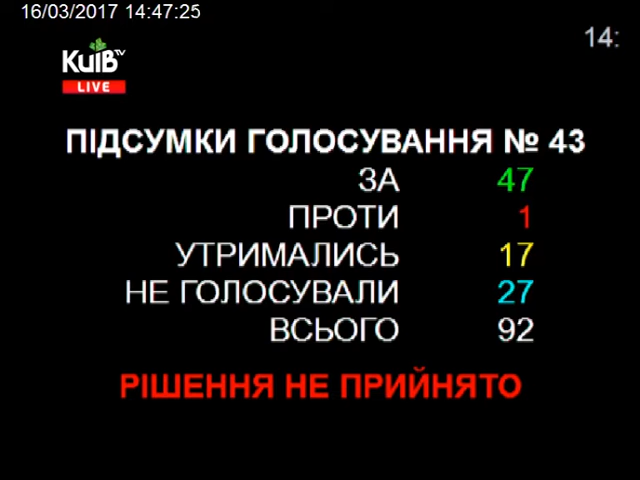 16/03/2017 14:47:25
14:
КиїВ TV
LIVE
ПІДСУМКИ ГОЛОСУВАННЯ № 43
ЗА 47
ПРОТИ 1
УТРИМАЛИСЬ 17
НЕ ГОЛОСУВАЛИ 27
ВСЬОГО 92
РІШЕННЯ НЕ ПРИЙНЯТО